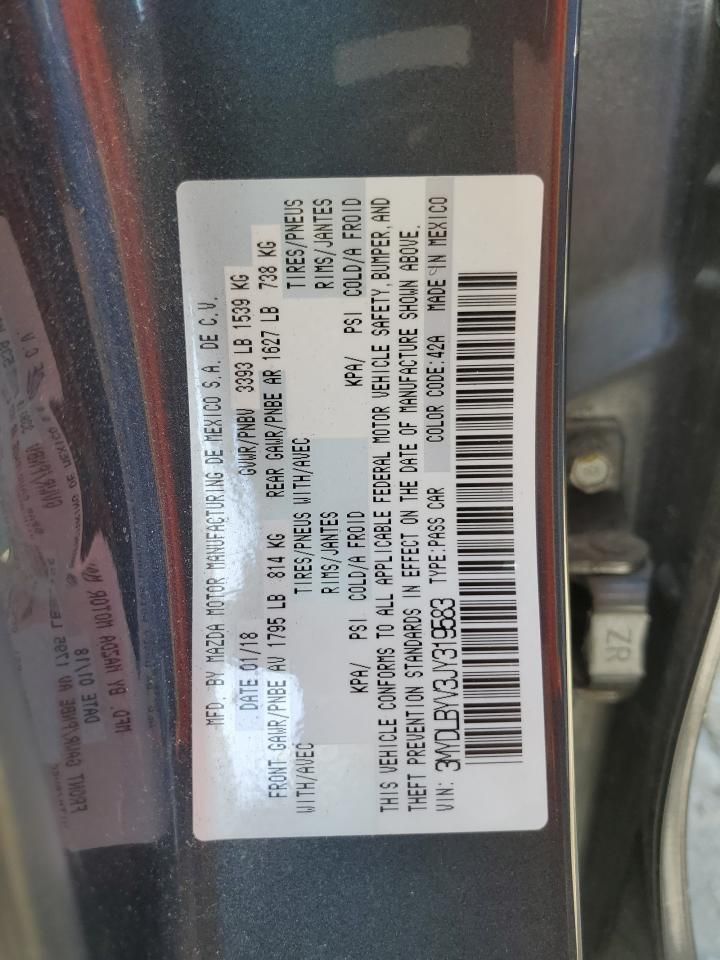 MFD. BY MAZDA MOTOR MANUFACTURING DE MEXICO S.A. DE C.V.
DATE: 01/18 GVWR/PNBV 3393 LB 1539 KG
FRONT GAWR/PNBE AV 1795 LB 814 KG REAR GAWR/PNBE AR 1627 LB 738 KG
WITH/AVEC TIRES/PNEUS WITH/AVEC TIRES/PNEUS
RIMS/JANTES RIMS/JANTES
KPA/ PSI COLD/A FROID KPA/ PSI COLD/A FROID
THIS VEHICLE CONFORMS TO ALL APPLICABLE FEDERAL MOTOR VEHICLE SAFETY, BUMPER, AND
THEFT PREVENTION STANDARDS IN EFFECT ON THE DATE OF MANUFACTURE SHOWN ABOVE.
VIN: 3MYDLBYV3JY319583 TYPE:PASS CAR COLOR CODE:42A MADE IN MEXICO
ZR